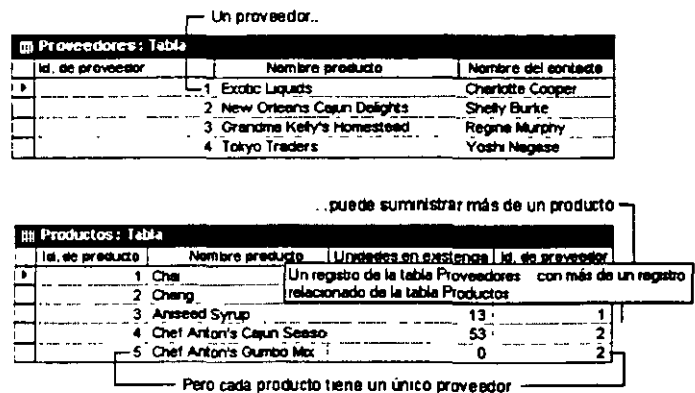 Un proveedor..
Proveedores : Tabla
Id. de proveedor Nombre producto Nombre del contacto
1 Exotic Liquids Charlotte Cooper
2 New Orleans Cajun Delights Shelly Burke
3 Grandma Kelly's Homestead Regina Murphy
4 Tokyo Traders Yoshi Nagase
..puede suministrar más de un producto
Productos : Tabla
Id. de producto Nombre producto Unidades en existencia Id. de proveedor
1 Chai
Un registro de la tabla Proveedores con más de un registro
2 Chang
relacionado de la tabla Productos
3 Aniseed Syrup 13 1
4 Chef Anton's Cajun Seaso 53 2
5 Chef Anton's Gumbo Mix 0 2
Pero cada producto tiene un único proveedor